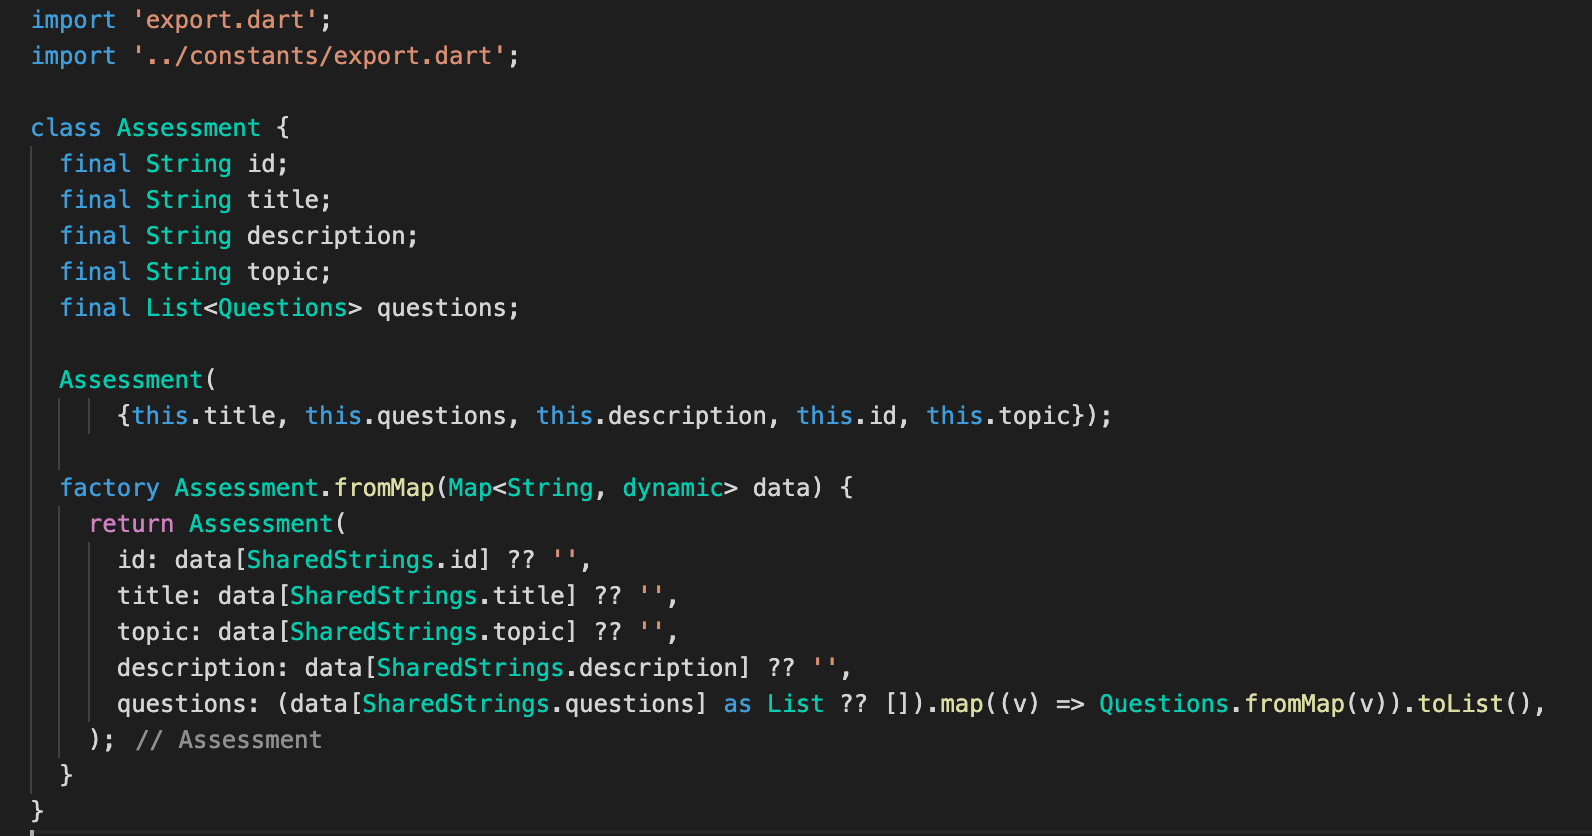 import 'export.dart';
import '../constants/export.dart';

class Assessment {
  final String id;
  final String title;
  final String description;
  final String topic;
  final List<Questions> questions;

  Assessment(
      {this.title, this.questions, this.description, this.id, this.topic});

  factory Assessment.fromMap(Map<String, dynamic> data) {
    return Assessment(
      id: data[SharedStrings.id] ?? '',
      title: data[SharedStrings.title] ?? '',
      topic: data[SharedStrings.topic] ?? '',
      description: data[SharedStrings.description] ?? '',
      questions: (data[SharedStrings.questions] as List ?? []).map((v) => Questions.fromMap(v)).toList(),
    ); // Assessment
  }
}